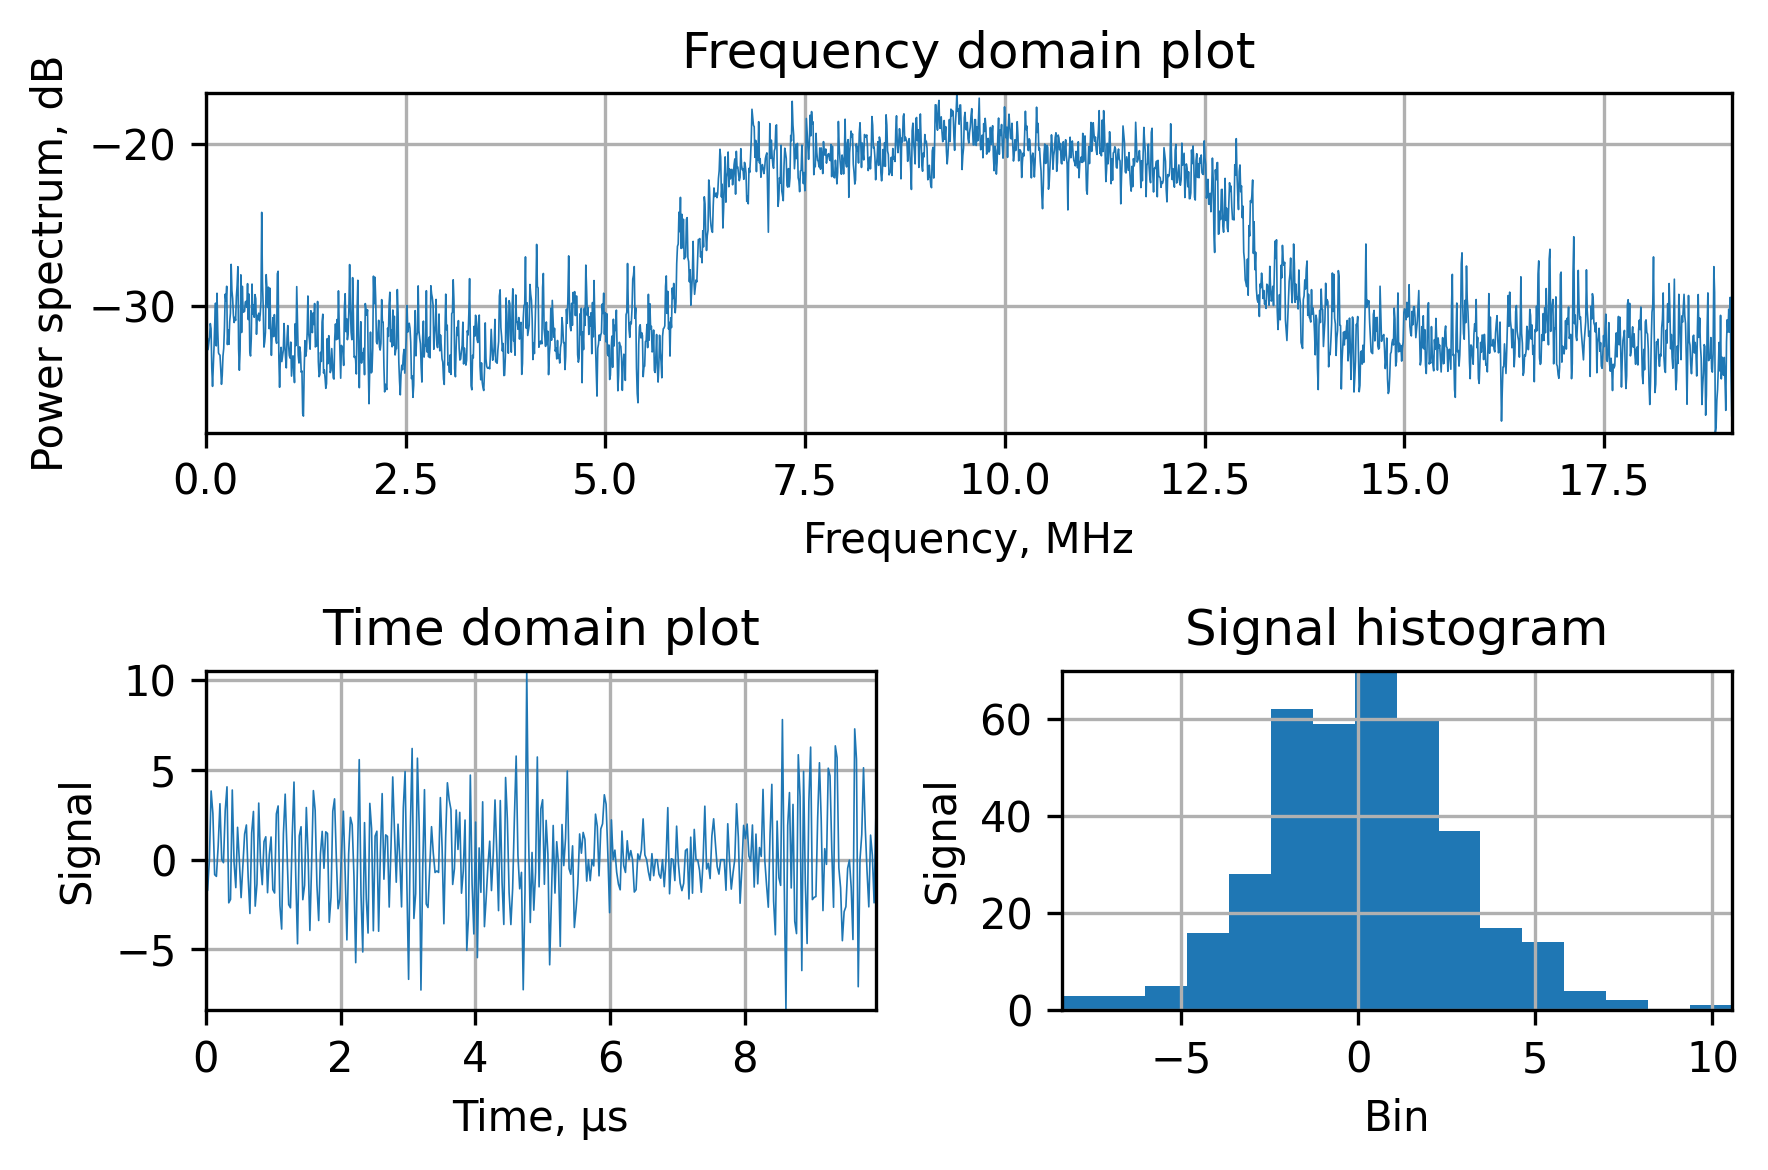 Frequency domain plot
Power spectrum, dB
−20
−30
0.0 2.5 5.0 7.5 10.0 12.5 15.0 17.5
Frequency, MHz
Time domain plot
Signal
10
5
0
−5
0 2 4 6 8
Time, µs
Signal histogram
Signal
60
40
20
0
−5 0 5 10
Bin